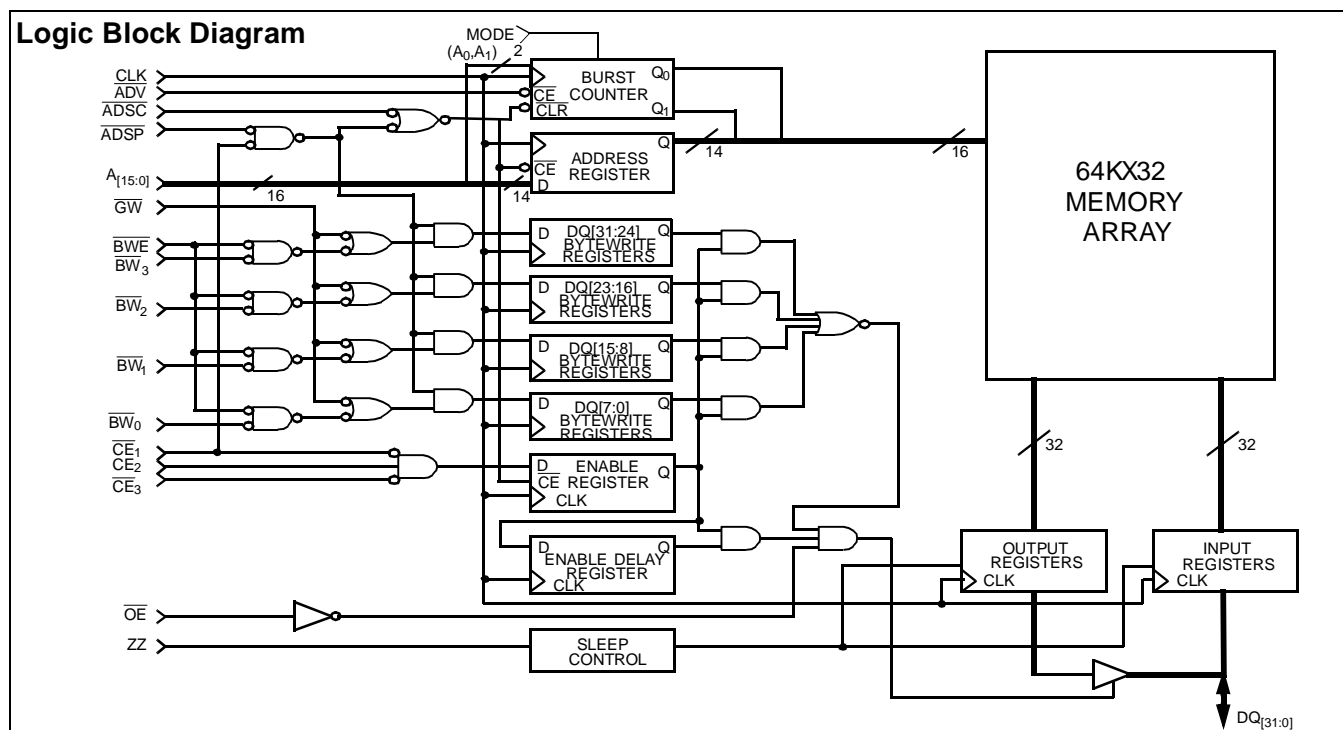 Logic Block Diagram
MODE
(A0,A1)
2
CLK
ADV
ADSC
ADSP
BURST
COUNTER
CE
CLR
Q0
Q1
ADDRESS
REGISTER
CE
D
Q
14
16
A[15:0]
16
14
GW
BWE
BW3
BW2
BW1
BW0
CE1
CE2
CE3
D
DQ[31:24]
BYTEWRITE
REGISTERS
Q
D
DQ[23:16]
BYTEWRITE
REGISTERS
Q
D
DQ[15:8]
BYTEWRITE
REGISTERS
Q
D
DQ[7:0]
BYTEWRITE
REGISTERS
Q
D
ENABLE
REGISTER
CE
CLK
Q
D
ENABLE DELAY
REGISTER
CLK
Q
64KX32
MEMORY
ARRAY
32
32
OUTPUT
REGISTERS
CLK
INPUT
REGISTERS
CLK
OE
ZZ
SLEEP
CONTROL
DQ[31:0]